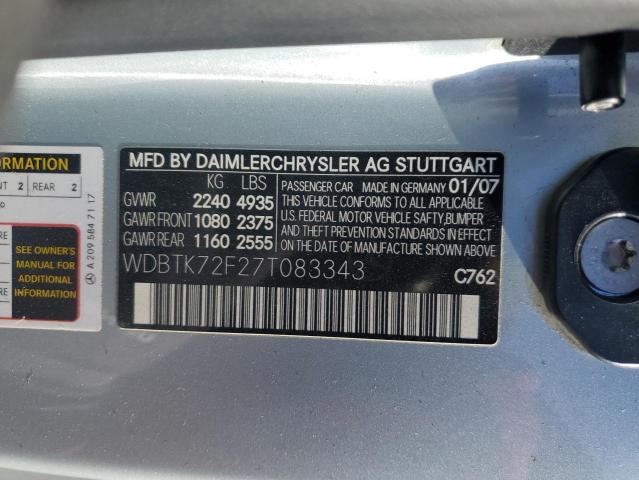 ORMATION
NT 2 REAR 2
SEE OWNER'S
MANUAL FOR
ADDITIONAL
INFORMATION
A 209 584 71 17
MFD BY DAIMLERCHRYSLER AG STUTTGART
KG LBS
GVWR 2240 4935
GAWR FRONT 1080 2375
GAWR REAR 1160 2555
PASSENGER CAR MADE IN GERMANY 01/07
THIS VEHICLE CONFORMS TO ALL APPLICABLE
U.S. FEDERAL MOTOR VEHICLE SAFTY,BUMPER
AND THEFT PREVENTION STANDARDS IN
EFFECT ON THE DATE OF MANUFACTURE
SHOWN ABOVE
WDBTK72F27T083343
C762